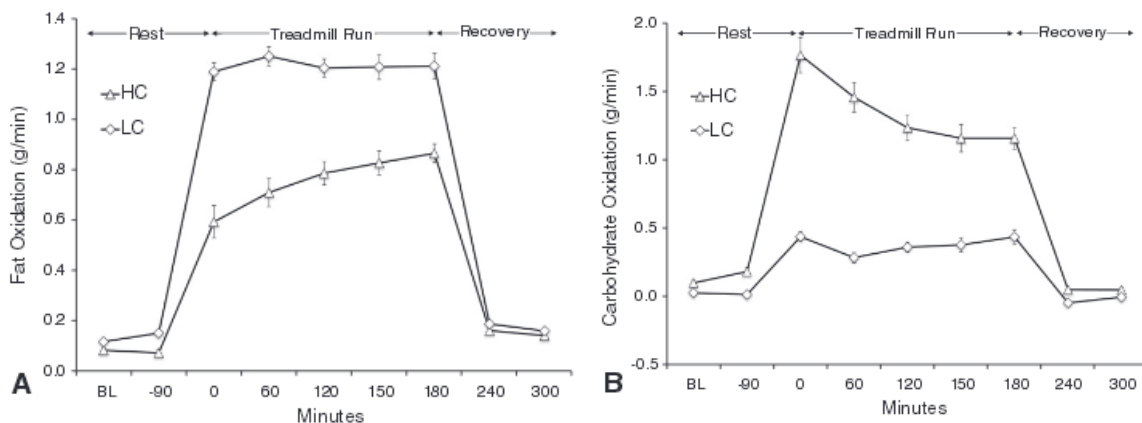 1.4
Rest
Treadmill Run
Recovery
1.2
1.0
0.8
0.6
0.4
0.2
0.0
Fat Oxidation (g/min)
HC
LC
BL -90 0 60 120 150 180 240 300
Minutes
A
2.0
Rest
Treadmill Run
Recovery
1.5
1.0
0.5
0.0
-0.5
Carbohydrate Oxidation (g/min)
HC
LC
BL -90 0 60 120 150 180 240 300
Minutes
B